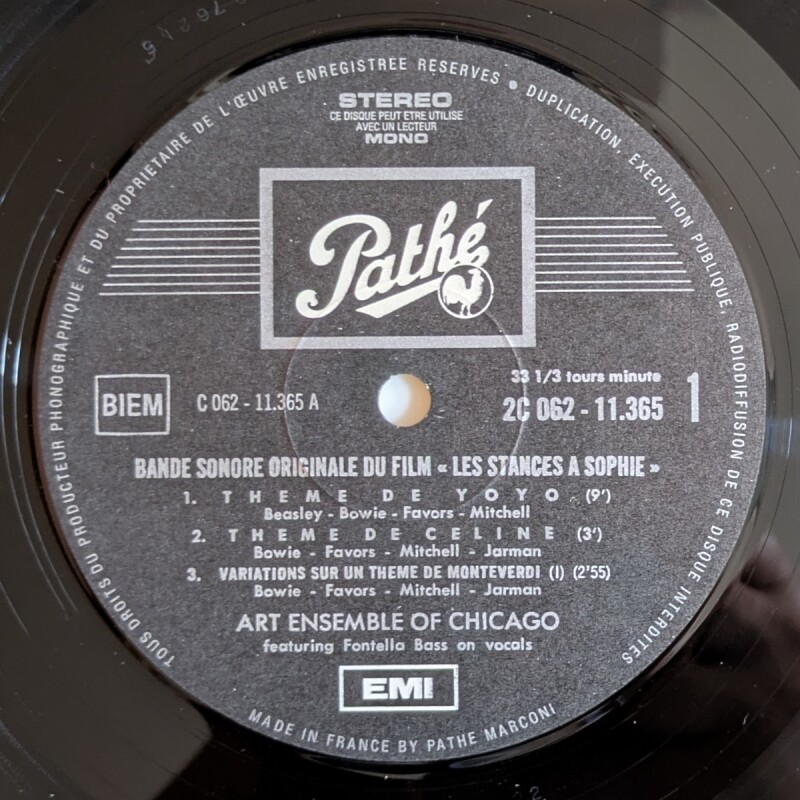 TOUS DROITS DU PRODUCTEUR PHONOGRAPHIQUE ET DU PROPRIETAIRE DE L'ŒUVRE ENREGISTREE RESERVES • DUPLICATION, EXECUTION PUBLIQUE, RADIODIFFUSION DE CE DISQUE INTERDITES
STEREO
CE DISQUE PEUT ETRE UTILISE
AVEC UN LECTEUR
MONO
Pathé
33 1/3 tours minute
BIEM C 062 - 11.365 A 2C 062 - 11.365 1
BANDE SONORE ORIGINALE DU FILM « LES STANCES A SOPHIE »
1. THEME DE YOYO (9')
Beasley - Bowie - Favors - Mitchell
2. THEME DE CELINE (3')
Bowie - Favors - Mitchell - Jarman
3. VARIATIONS SUR UN THEME DE MONTEVERDI (I) (2'55)
Bowie - Favors - Mitchell - Jarman
ART ENSEMBLE OF CHICAGO
featuring Fontella Bass on vocals
EMI
MADE IN FRANCE BY PATHE MARCONI